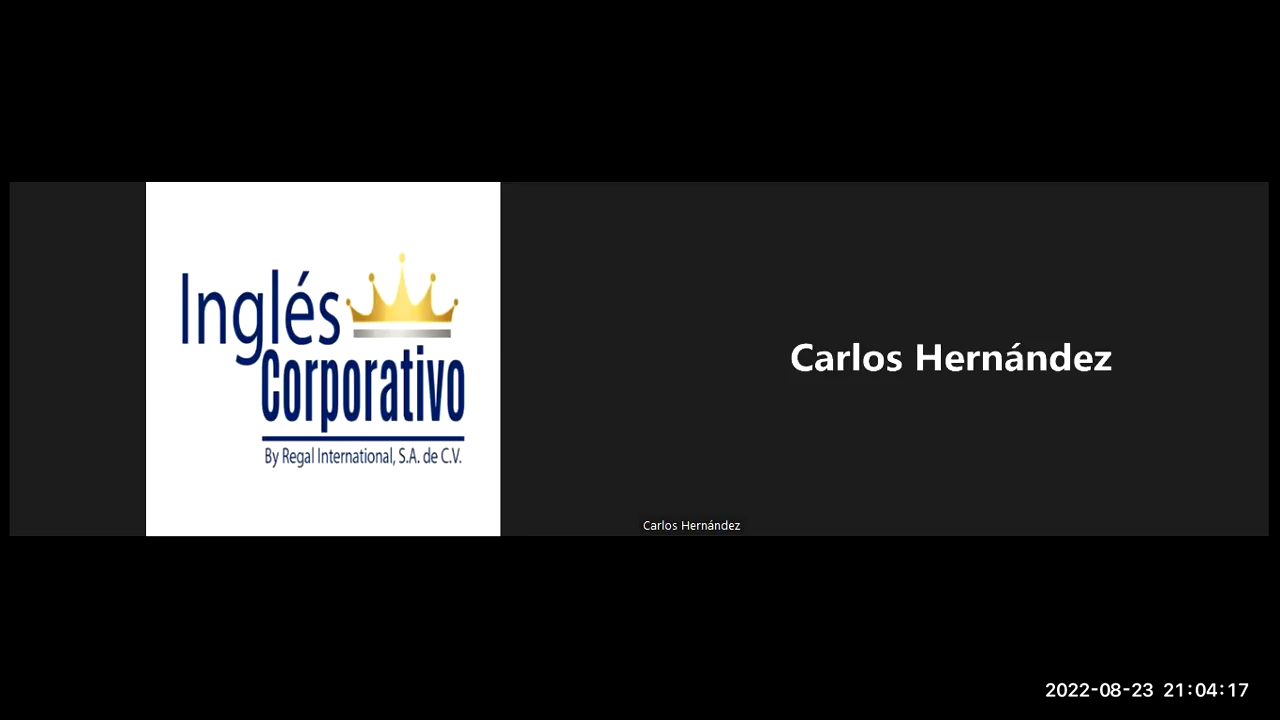 Inglés
Corporativo
By Regal International, S.A. de C.V.
Carlos Hernández
Carlos Hernández
2022-08-23 21:04:17